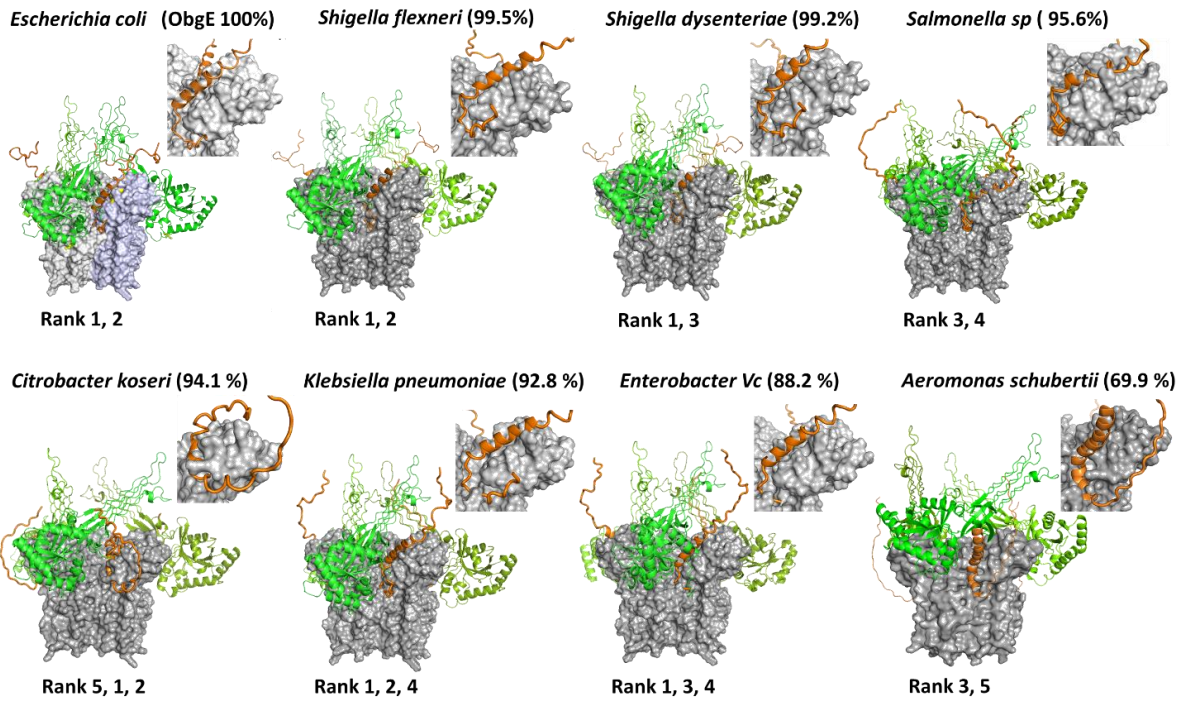 Escherichia coli (ObgE 100%)
Shigella flexneri (99.5%)
Shigella dysenteriae (99.2%)
Salmonella sp ( 95.6%)
Rank 1, 2
Rank 1, 2
Rank 1, 3
Rank 3, 4
Citrobacter koseri (94.1 %)
Klebsiella pneumoniae (92.8 %)
Enterobacter Vc (88.2 %)
Aeromonas schubertii (69.9 %)
Rank 5, 1, 2
Rank 1, 2, 4
Rank 1, 3, 4
Rank 3, 5